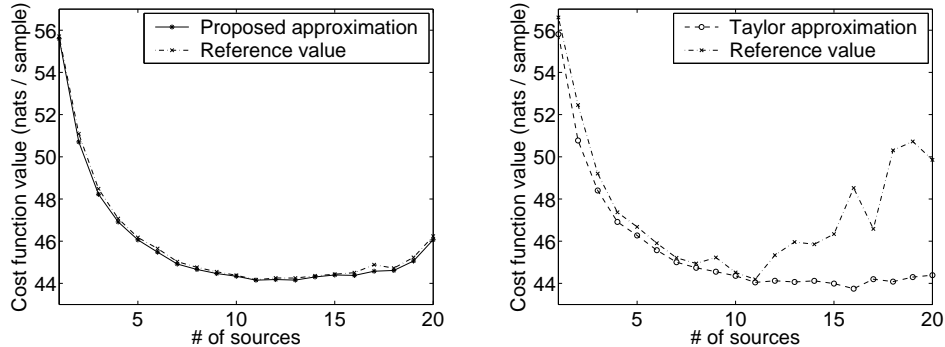 Proposed approximation
Reference value
56
54
52
50
48
46
44
5
10
15
20
# of sources
Cost function value (nats / sample)
Taylor approximation
Reference value
56
54
52
50
48
46
44
5
10
15
20
# of sources
Cost function value (nats / sample)